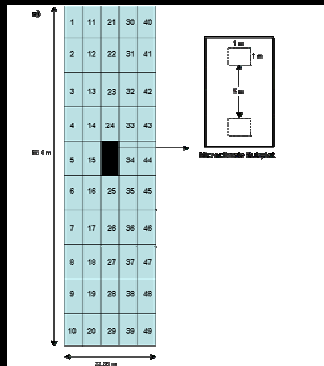 a)
1 11 21 30 40
2 12 22 31 41
3 13 23 32 42
4 14 24 33 43
5 15 34 44
6 16 25 35 45
7 17 26 36 46
8 18 27 37 47
9 19 28 38 48
10 20 29 39 49
1 m
1 m
5 m
Microclimate Subplot